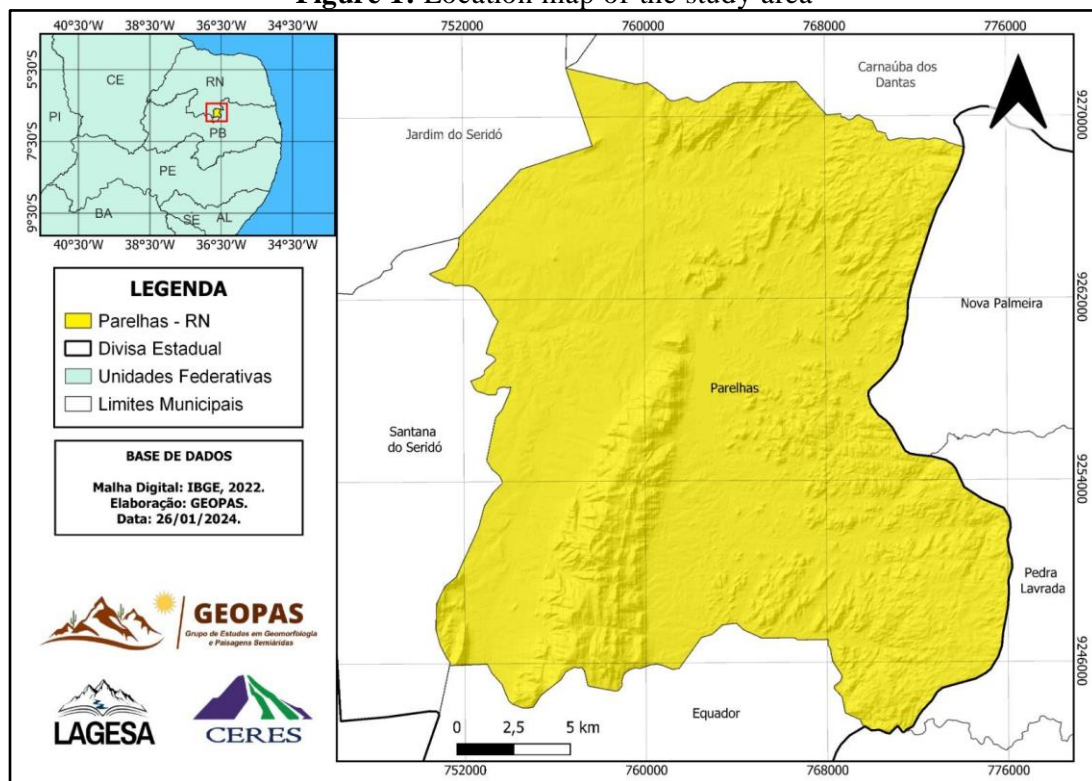 Figure 1: Location map of the study area
40°30'W 38°30'W 36°30'W 34°30'W
5°30'S
7°30'S
9°30'S
CE
RN
PI
PB
PE
BA
SE
AL
40°30'W 38°30'W 36°30'W 34°30'W
LEGENDA
Parelhas - RN
Divisa Estadual
Unidades Federativas
Limites Municipais
BASE DE DADOS
Malha Digital: IBGE, 2022.
Elaboração: GEOPAS.
Data: 26/01/2024.
GEOPAS
Grupo de Estudos em Geomorfologia
e Paisagens Semiáridas
LAGESA
CERES
752000 760000 768000 776000
Carnaúba dos
Dantas
Jardim do Seridó
9270000
Nova Palmeira
9262000
Parelhas
Santana
do Seridó
9254000
Pedra
Lavrada
9246000
Equador
0 2,5 5 km
752000 760000 768000 776000